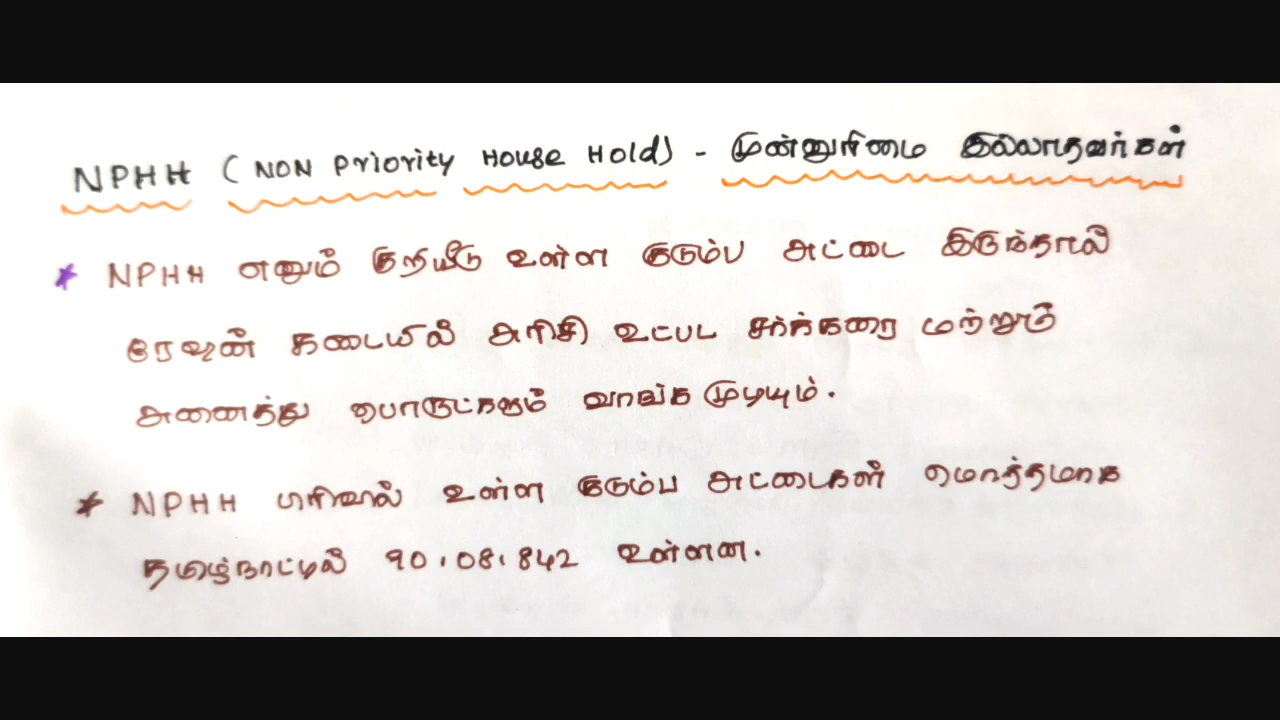 NPHH (NON Priority House Hold) - முன்னுரிமை இல்லாதவர்கள்
* NPHH எனும் குறியீடு உள்ள குடும்ப அட்டை இருந்தால்
ரேஷன் கடையில் அரிசி உட்பட சர்க்கரை மற்றும்
அனைத்து பொருட்களும் வாங்க முடியும்.
* NPHH பரிவில் உள்ள குடும்ப அட்டைகள் மொத்தமாக
தமிழ்நாட்டில் 90,08,842 உள்ளன.